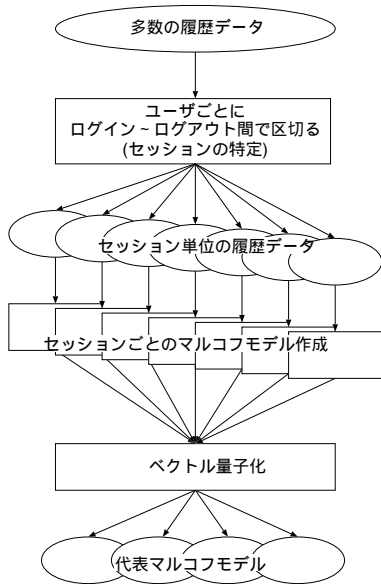 多数の履歴データ
ユーザごとに
ログイン ~ ログアウト間で区切る
(セッションの特定)
セッション単位の履歴データ
セッションごとのマルコフモデル作成
ベクトル量子化
代表マルコフモデル